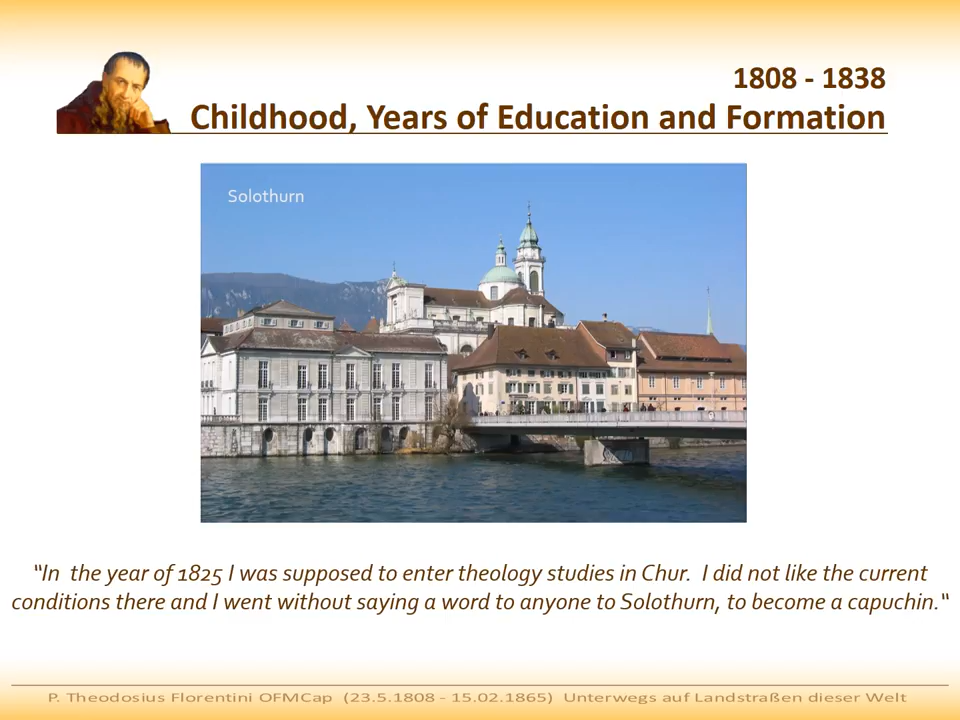 1808 - 1838
Childhood, Years of Education and Formation
Solothurn
“In  the year of 1825 I was supposed to enter theology studies in Chur.  I did not like the current
conditions there and I went without saying a word to anyone to Solothurn, to become a capuchin.“
P. Theodosius Florentini OFMCap  (23.5.1808 - 15.02.1865)  Unterwegs auf Landstraßen dieser Welt